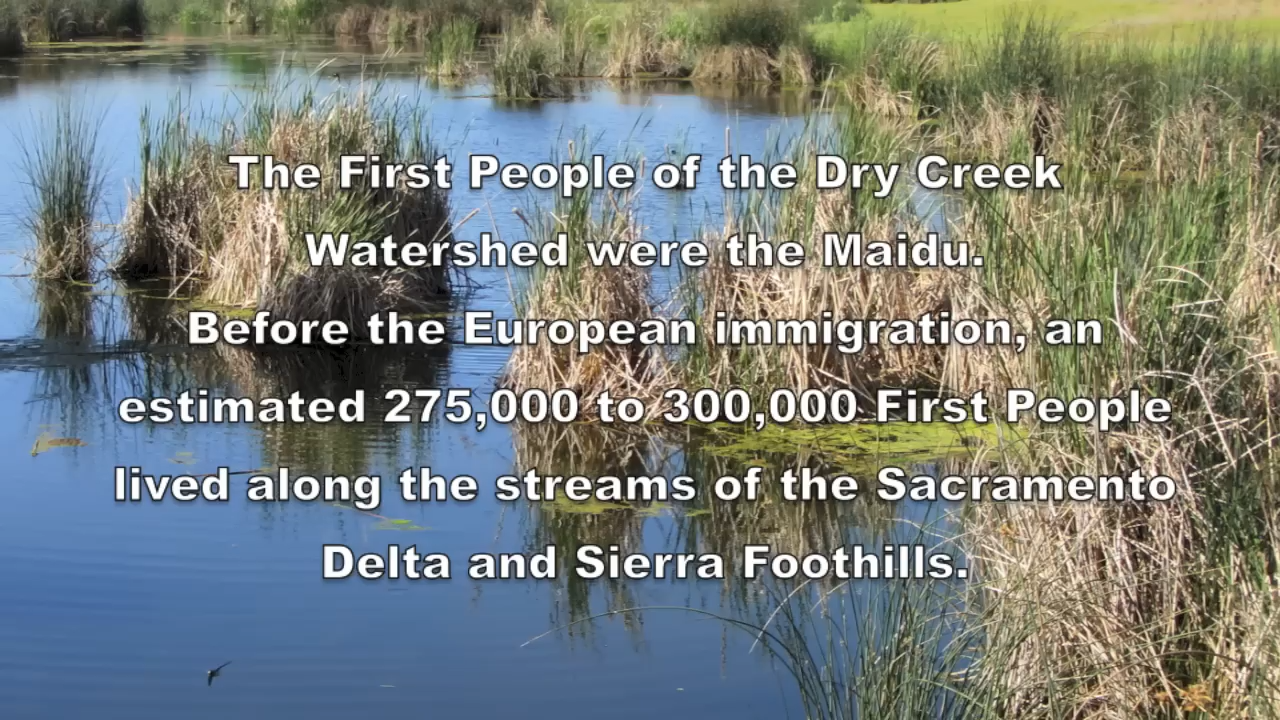 The First People of the Dry Creek
Watershed were the Maidu.
Before the European immigration, an
estimated 275,000 to 300,000 First People
lived along the streams of the Sacramento
Delta and Sierra Foothills.